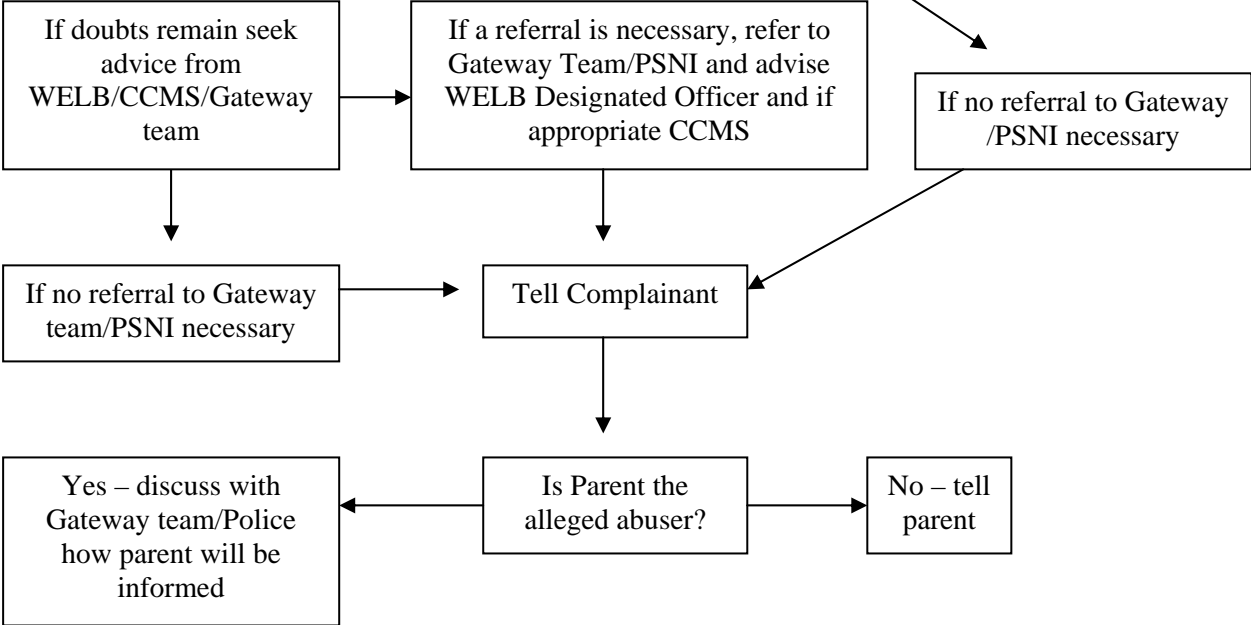 If doubts remain seek
advice from
WELB/CCMS/Gateway
team
If a referral is necessary, refer to
Gateway Team/PSNI and advise
WELB Designated Officer and if
appropriate CCMS
If no referral to Gateway
/PSNI necessary
If no referral to Gateway
team/PSNI necessary
Tell Complainant
Yes – discuss with
Gateway team/Police
how parent will be
informed
Is Parent the
alleged abuser?
No – tell
parent